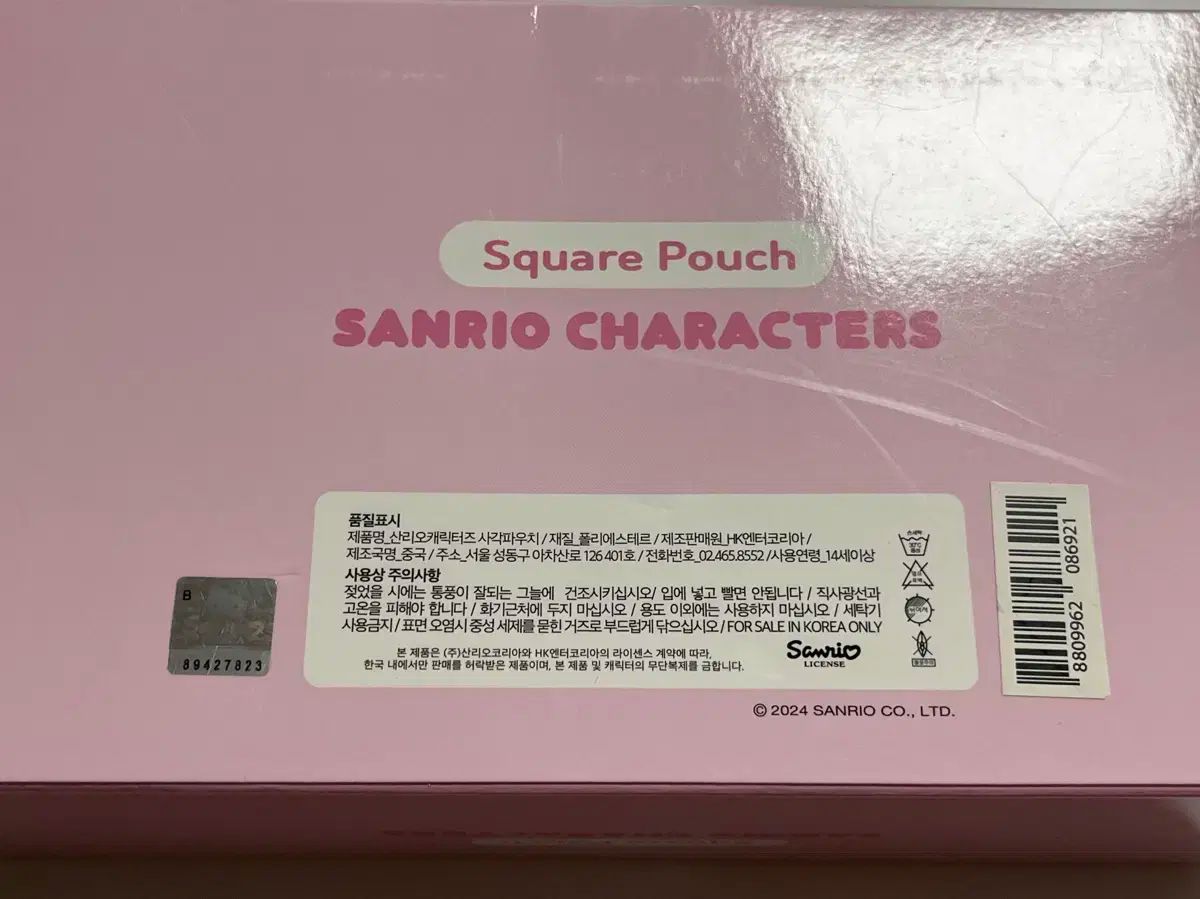 Square Pouch
SANRIO CHARACTERS
품질표시
제품명_산리오캐릭터즈 사각파우치 / 재질_폴리에스테르 / 제조판매원_HK엔터코리아 /
제조국명_중국 / 주소_서울 성동구 아차산로 126 401호 / 전화번호_02.465.8552 /사용연령_14세이상
사용상 주의사항
젖었을 시에는 통풍이 잘되는 그늘에 건조시키십시오/ 입에 넣고 빨면 안됩니다 / 직사광선과
고온을 피해야 합니다 / 화기근처에 두지 마십시오 / 용도 이외에는 사용하지 마십시오 / 세탁기
사용금지 / 표면 오염시 중성 세제를 묻힌 거즈로 부드럽게 닦으십시오 / FOR SALE IN KOREA ONLY
본 제품은 (주)산리오코리아와 HK엔터코리아의 라이센스 계약에 따라,
한국 내에서만 판매를 허락받은 제품이며, 본 제품 및 캐릭터의 무단복제를 금합니다.
Sanrio
LICENSE
손세탁
30℃
B
89427823
8809962 086921
© 2024 SANRIO CO., LTD.